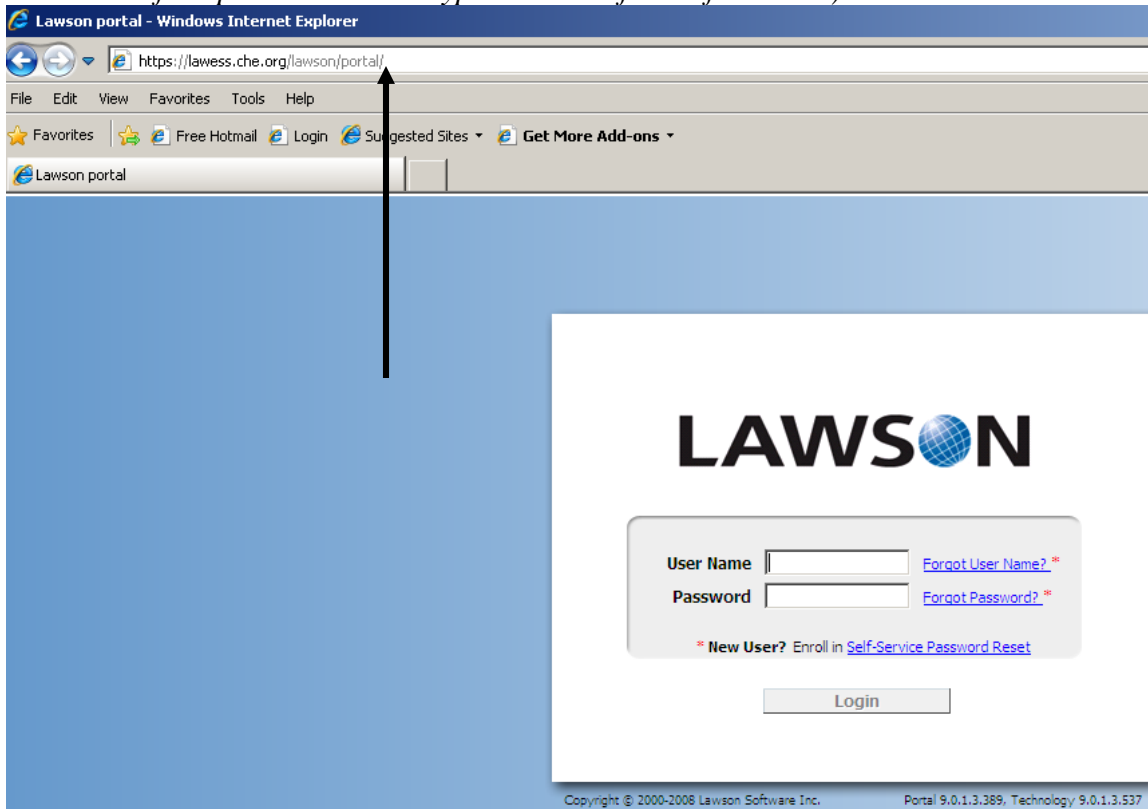 Lawson portal - Windows Internet Explorer
https://lawess.che.org/lawson/portal/
File Edit View Favorites Tools Help
Favorites Free Hotmail Login Suggested Sites Get More Add-ons
Lawson portal
LAWSON
User Name Forgot User Name? *
Password Forgot Password? *
* New User? Enroll in Self-Service Password Reset
Login
Copyright © 2000-2008 Lawson Software Inc. Portal 9.0.1.3.389, Technology 9.0.1.3.537